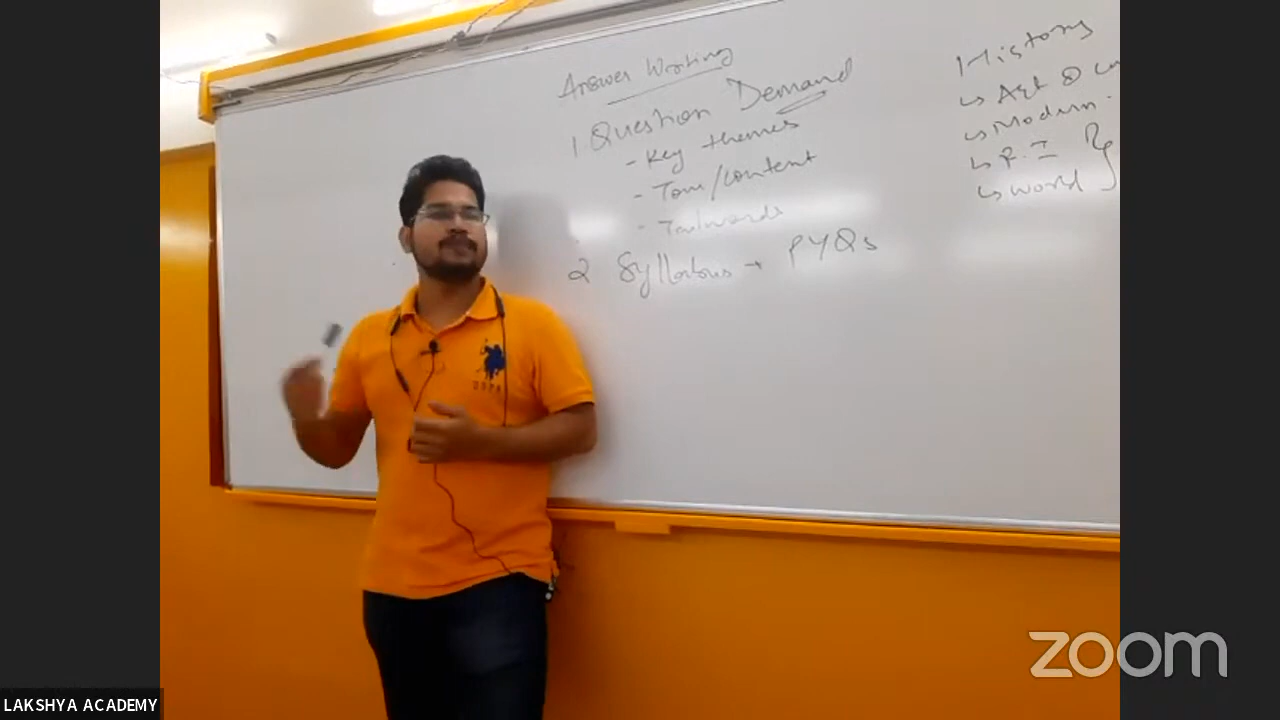 Answer Writing
1. Question Demand
- Key themes
- Tone/content
- Tailwords
2 Syllabus + PYQs
History
↳ Art &
↳ Modern.
↳ P.I
↳ World
USPA
zoom
LAKSHYA ACADEMY